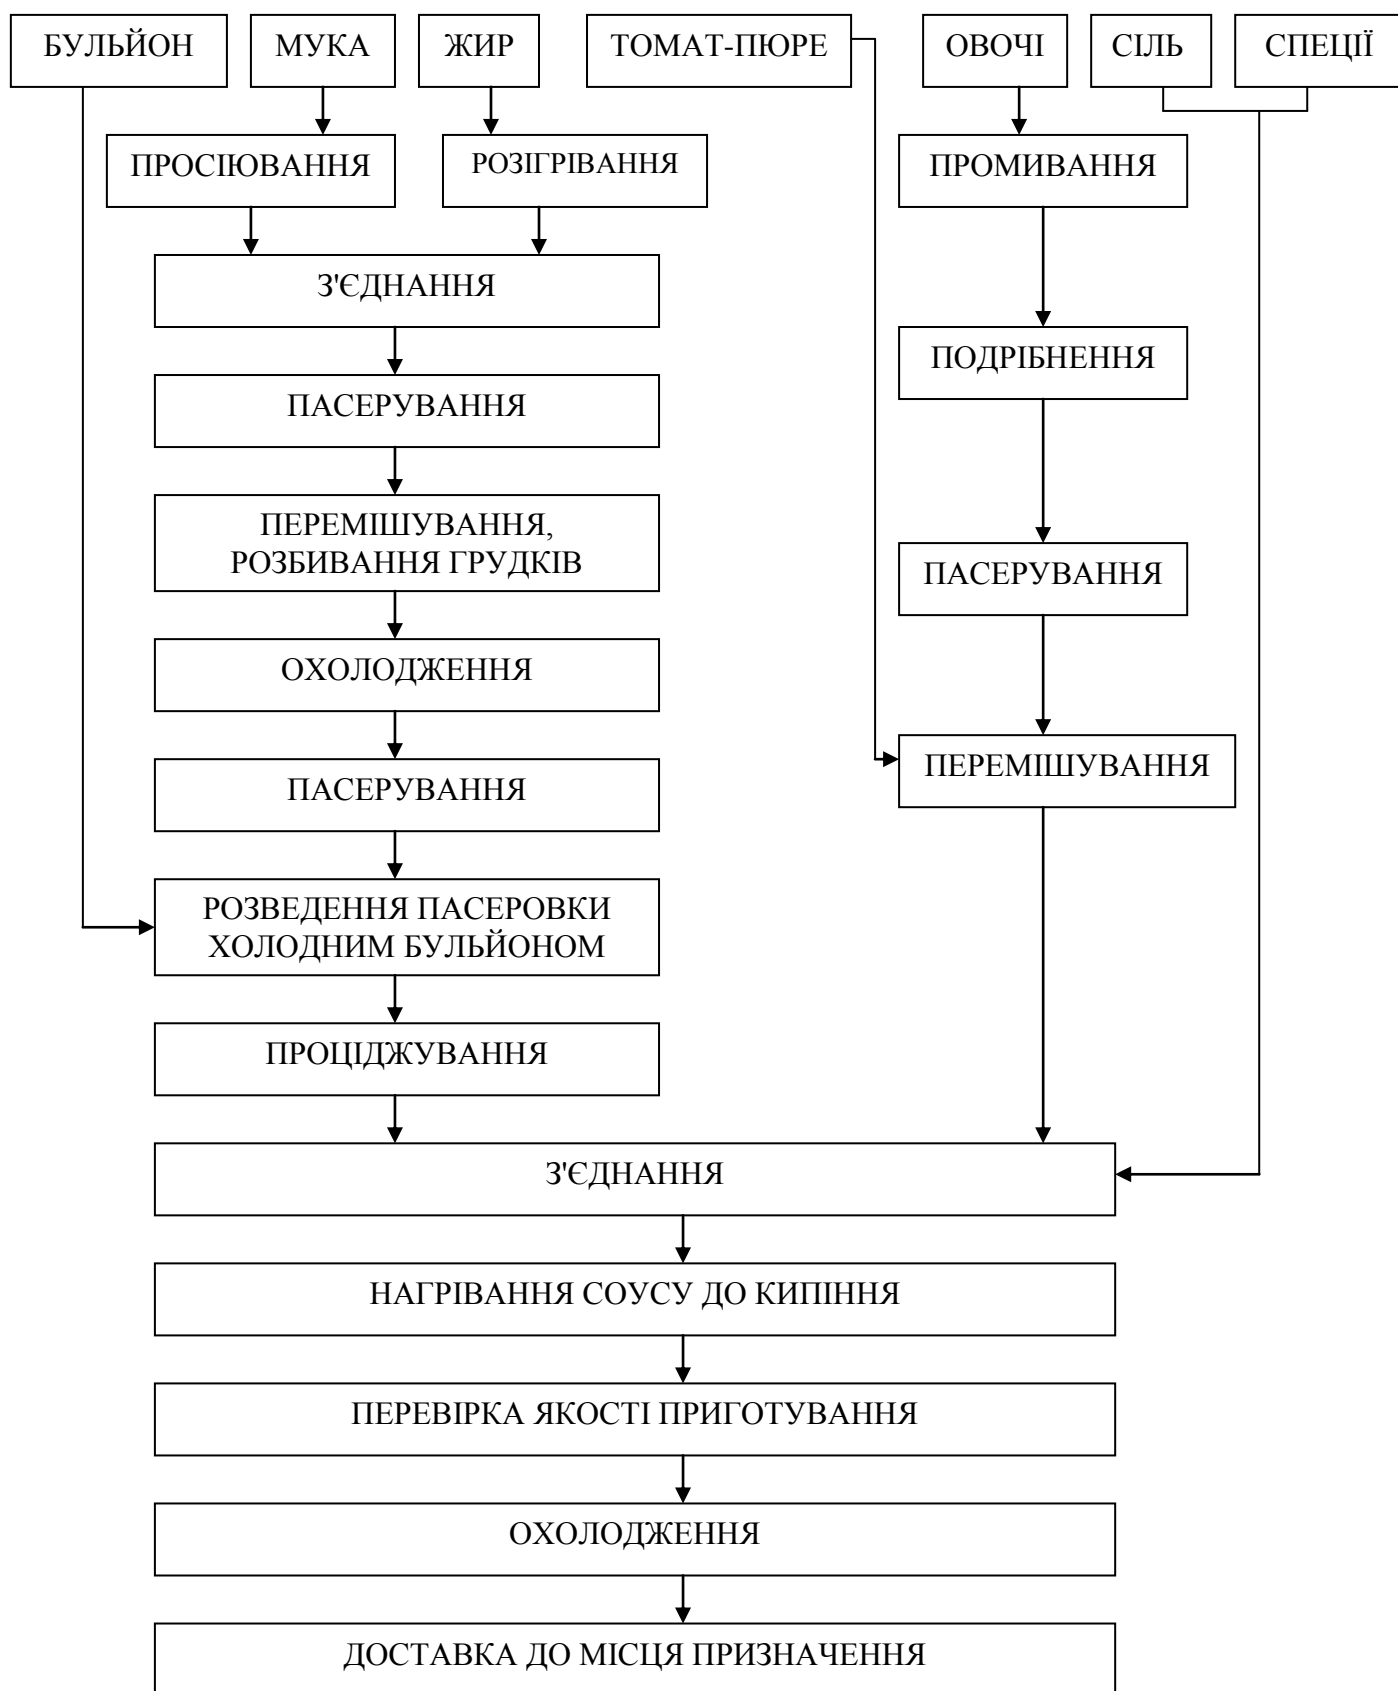 БУЛЬЙОН
МУКА
ЖИР
ТОМАТ-ПЮРЕ
ОВОЧІ
СІЛЬ
СПЕЦІЇ
ПРОСІЮВАННЯ
РОЗІГРІВАННЯ
ПРОМИВАННЯ
З'ЄДНАННЯ
ПОДРІБНЕННЯ
ПАСЕРУВАННЯ
ПЕРЕМІШУВАННЯ,
РОЗБИВАННЯ ГРУДКІВ
ПАСЕРУВАННЯ
ОХОЛОДЖЕННЯ
ПЕРЕМІШУВАННЯ
ПАСЕРУВАННЯ
РОЗВЕДЕННЯ ПАСЕРОВКИ
ХОЛОДНИМ БУЛЬЙОНОМ
ПРОЦІДЖУВАННЯ
З'ЄДНАННЯ
НАГРІВАННЯ СОУСУ ДО КИПІННЯ
ПЕРЕВІРКА ЯКОСТІ ПРИГОТУВАННЯ
ОХОЛОДЖЕННЯ
ДОСТАВКА ДО МІСЦЯ ПРИЗНАЧЕННЯ